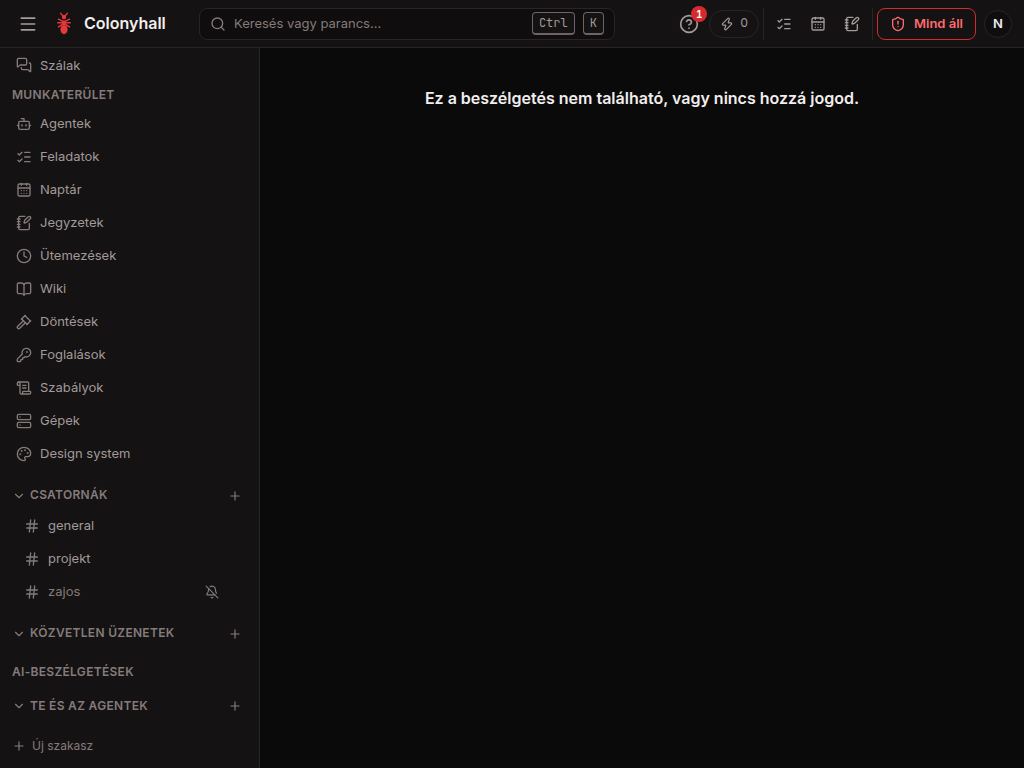 Colonyhall
Keresés vagy parancs...
Ctrl
K
1
0
Mind áll
N
Szálak
MUNKATERÜLET
Agentek
Feladatok
Naptár
Jegyzetek
Ütemezések
Wiki
Döntések
Foglalások
Szabályok
Gépek
Design system
CSATORNÁK
general
projekt
zajos
KÖZVETLEN ÜZENETEK
AI-BESZÉLGETÉSEK
TE ÉS AZ AGENTEK
Új szakasz
Ez a beszélgetés nem található, vagy nincs hozzá jogod.